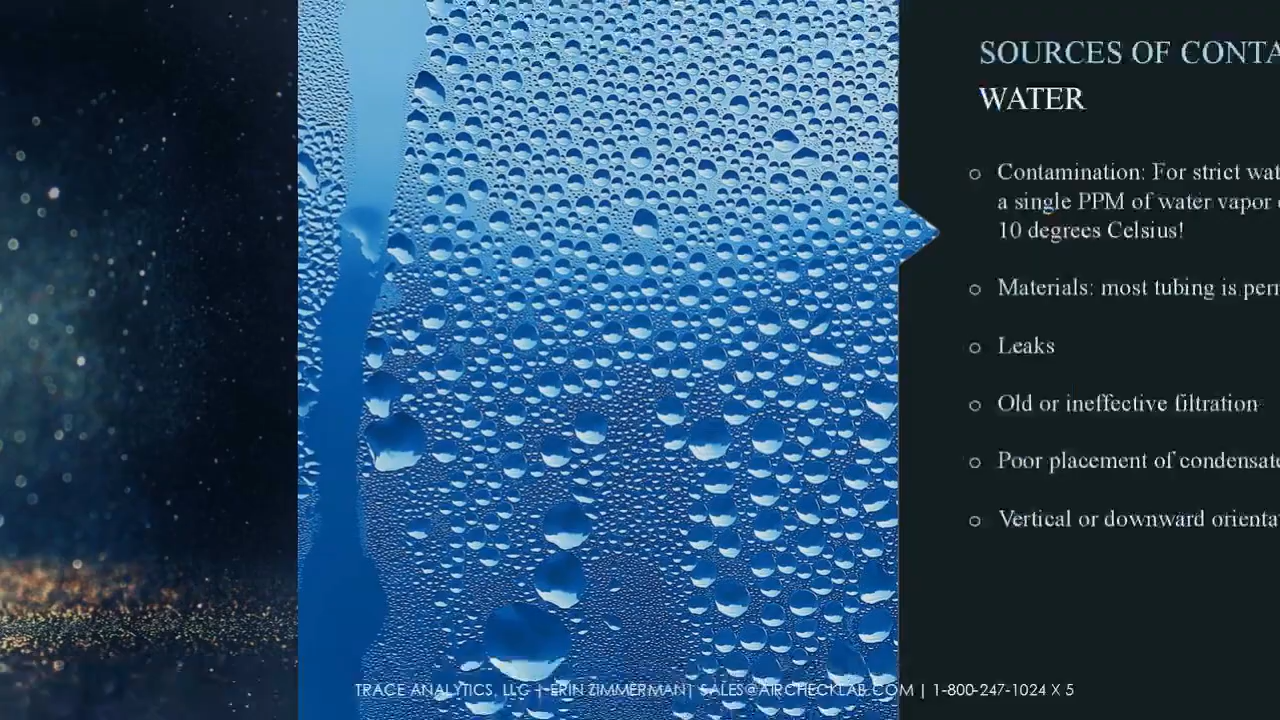 SOURCES OF CONTA
WATER
Contamination: For strict wat
a single PPM of water vapor
10 degrees Celsius!
Materials: most tubing is perm
Leaks
Old or ineffective filtration
Poor placement of condensate
Vertical or downward orienta
TRACE ANALYTICS, LLC | ERIN ZIMMERMAN| SALES@AIRCHECKLAB.COM | 1-800-247-1024 X 5